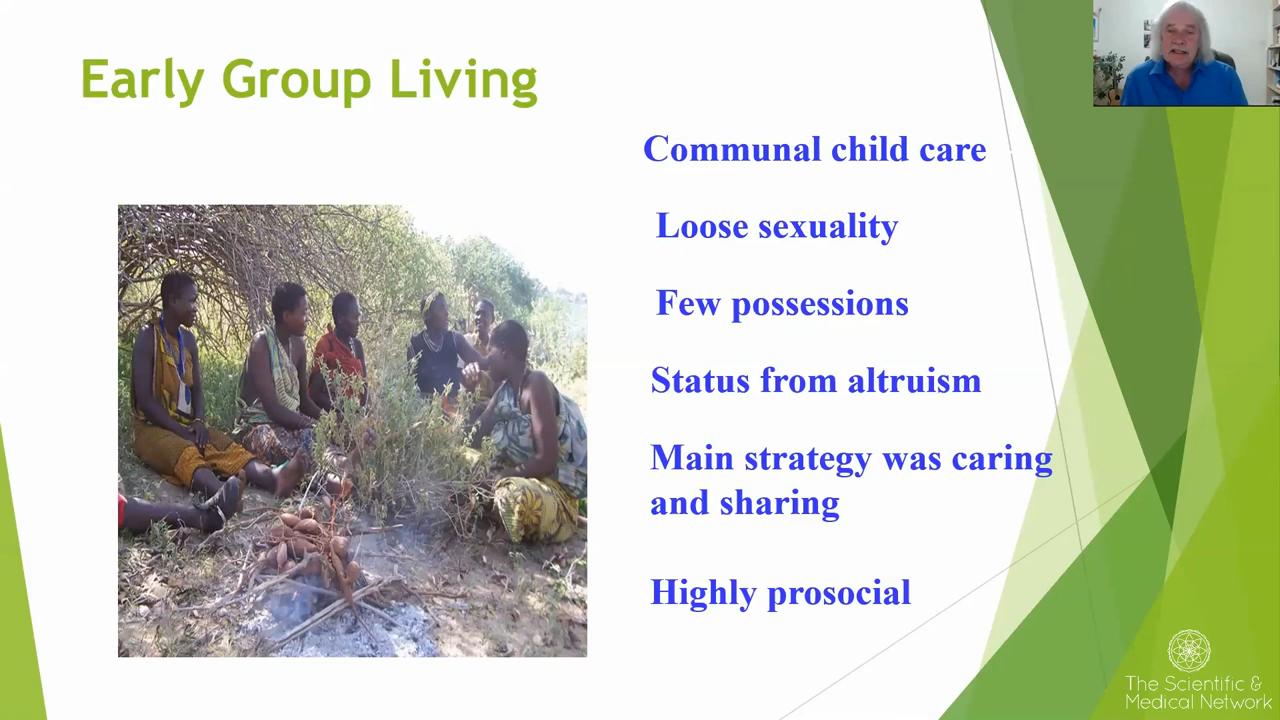 Early Group Living
Communal child care
Loose sexuality
Few possessions
Status from altruism
Main strategy was caring
and sharing
Highly prosocial
The Scientific &
Medical Network